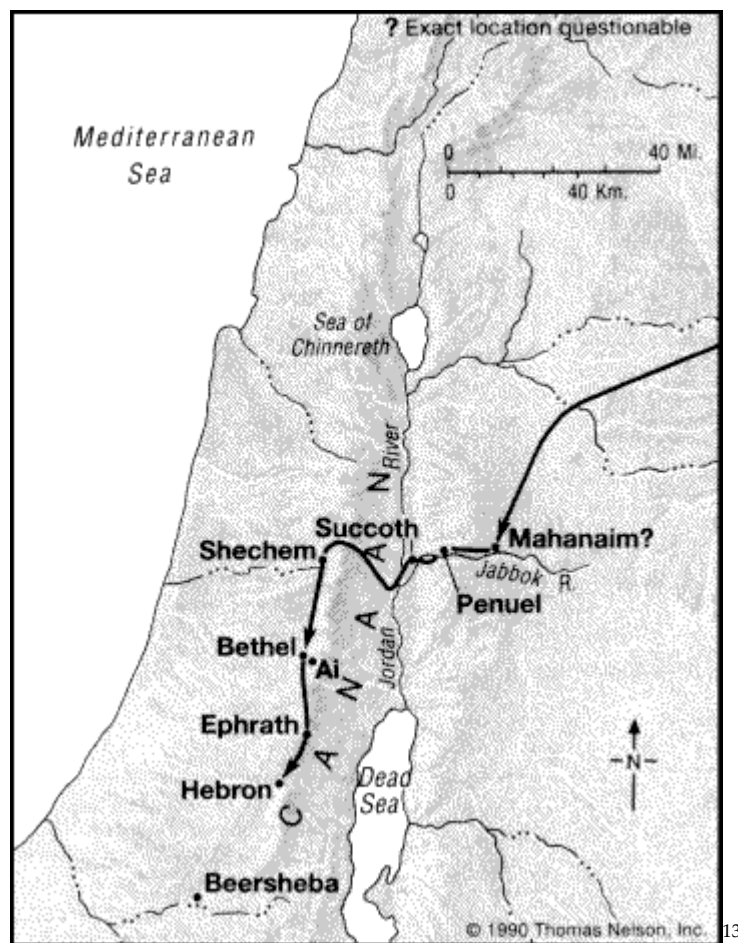 ? Exact location questionable
Mediterranean
Sea
0 40 Mi.
0 40 Km.
Sea of
Chinnereth
River
Succoth
Shechem
Mahanaim?
Jabbok R.
Penuel
Bethel
Ai
Jordan
CANAAN
Ephrath
N
Hebron
Dead
Sea
Beersheba
© 1990 Thomas Nelson, Inc.
13